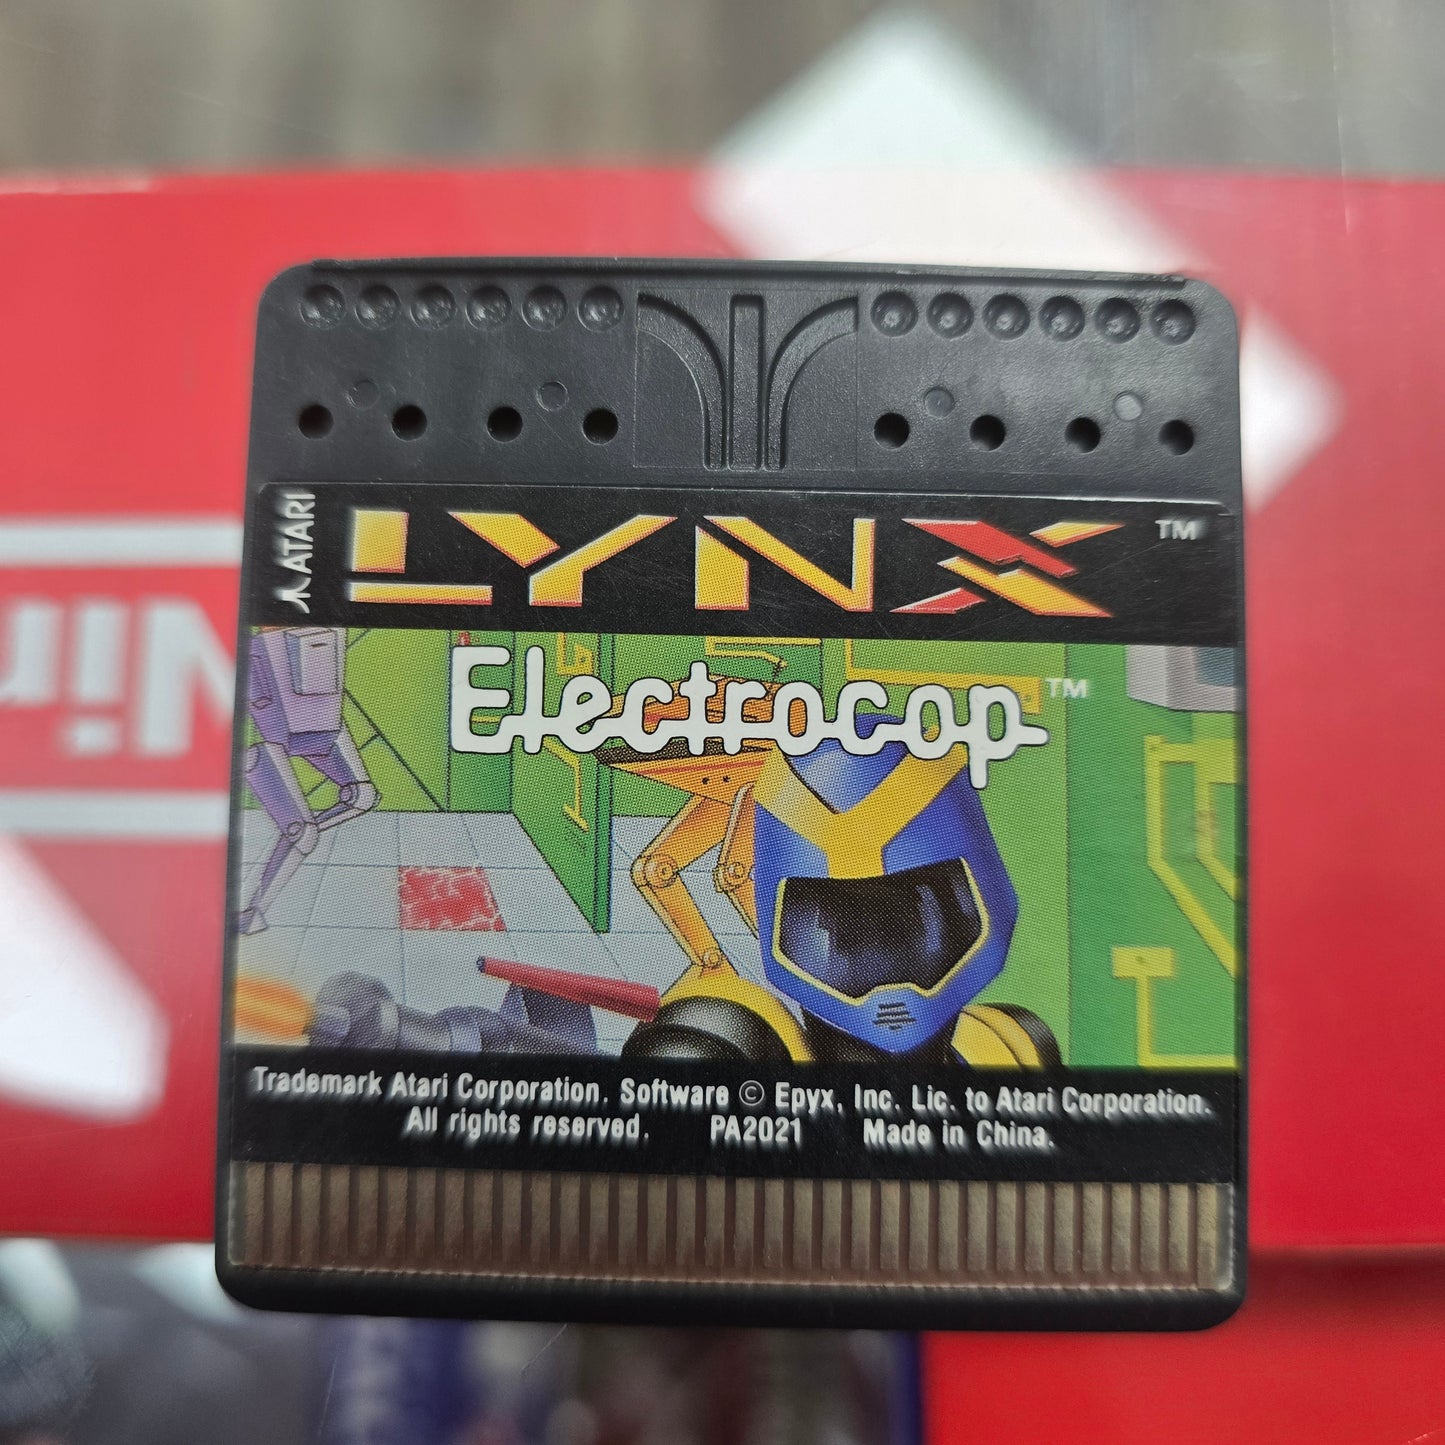 ATARI
LYNX™
Electrocop™
Trademark Atari Corporation. Software © Epyx, Inc. Lic. to Atari Corporation.
All rights reserved. PA2021 Made in China.